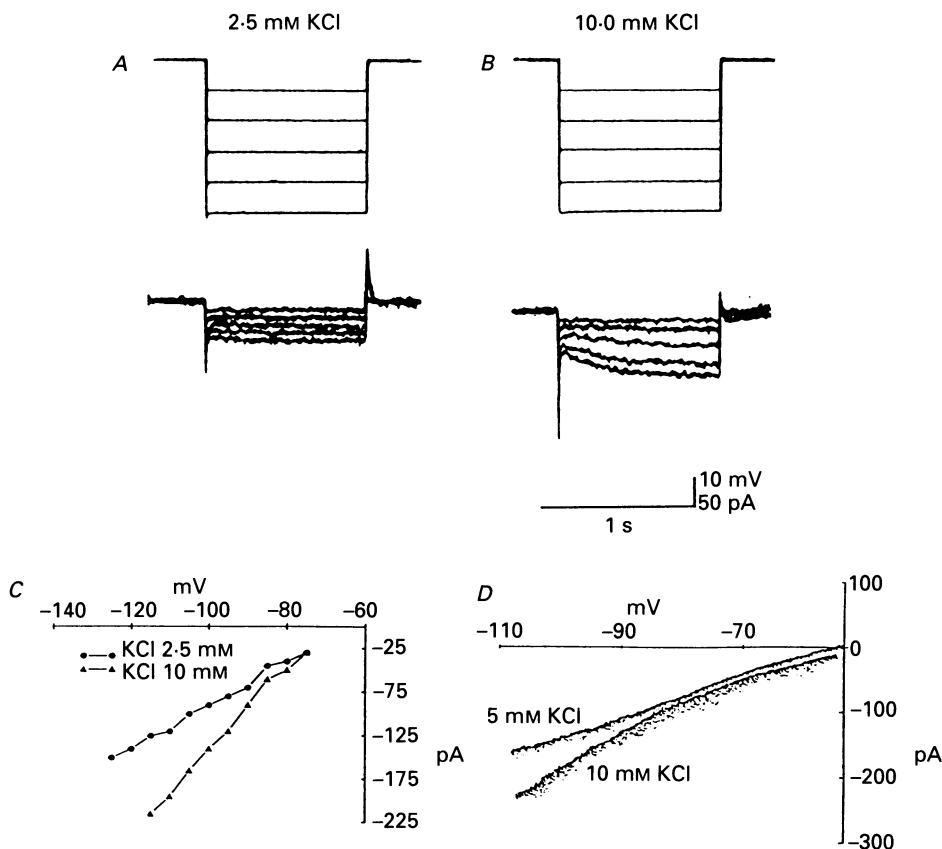 2·5 mM KCl
10·0 mM KCl
A
B
10 mV
50 pA
1 s
C
mV
−140 −120 −100 −80 −60
KCl 2·5 mM
KCl 10 mM
−25
−75
−125
pA
−175
−225
D
mV
−110 −90 −70
100
0
−100
pA
−200
−300
5 mM KCl
10 mM KCl